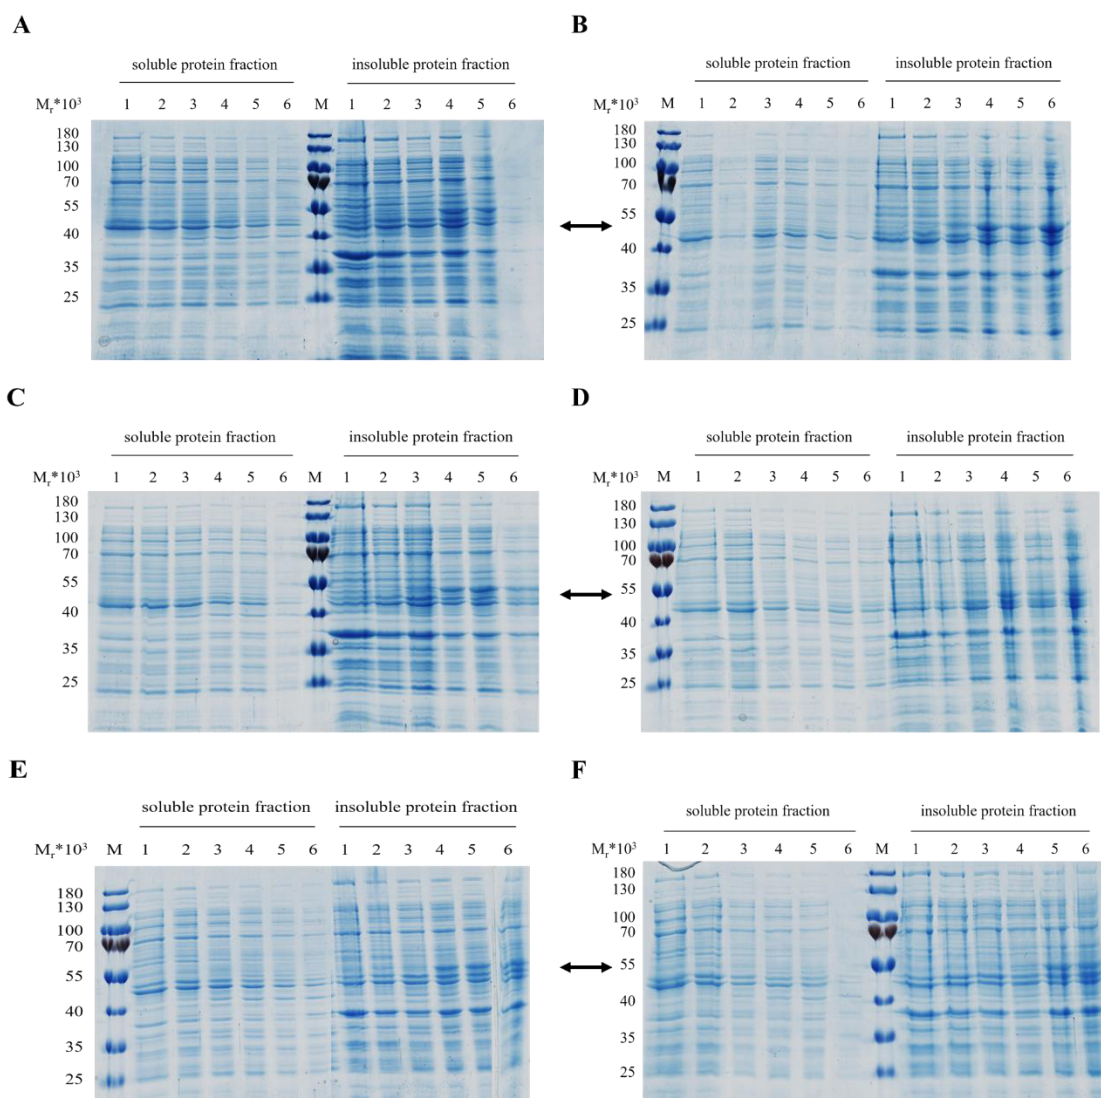 A
B
soluble protein fraction
insoluble protein fraction
soluble protein fraction
insoluble protein fraction
Mr*10³ 1 2 3 4 5 6 M 1 2 3 4 5 6
M 1 2 3 4 5 6 1 2 3 4 5 6
180
130
100
70
55
40
35
25
180
130
100
70
55
40
35
25
C
D
soluble protein fraction
insoluble protein fraction
soluble protein fraction
insoluble protein fraction
Mr*10³ 1 2 3 4 5 6 M 1 2 3 4 5 6
Mr*10³ M 1 2 3 4 5 6 1 2 3 4 5 6
180
130
100
70
55
40
35
25
180
130
100
70
55
40
35
25
E
F
soluble protein fraction
insoluble protein fraction
soluble protein fraction
insoluble protein fraction
Mr*10³ M 1 2 3 4 5 6 1 2 3 4 5 6
Mr*10³ 1 2 3 4 5 6 M 1 2 3 4 5 6
180
130
100
70
55
40
35
25
180
130
100
70
55
40
35
25